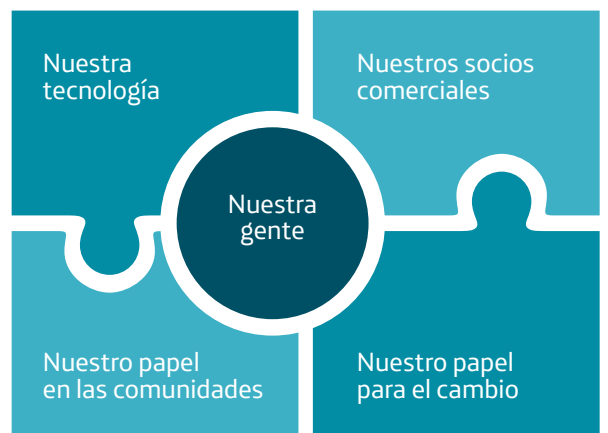 Nuestra
tecnología
Nuestros socios
comerciales
Nuestra
gente
Nuestro papel
en las comunidades
Nuestro papel
para el cambio